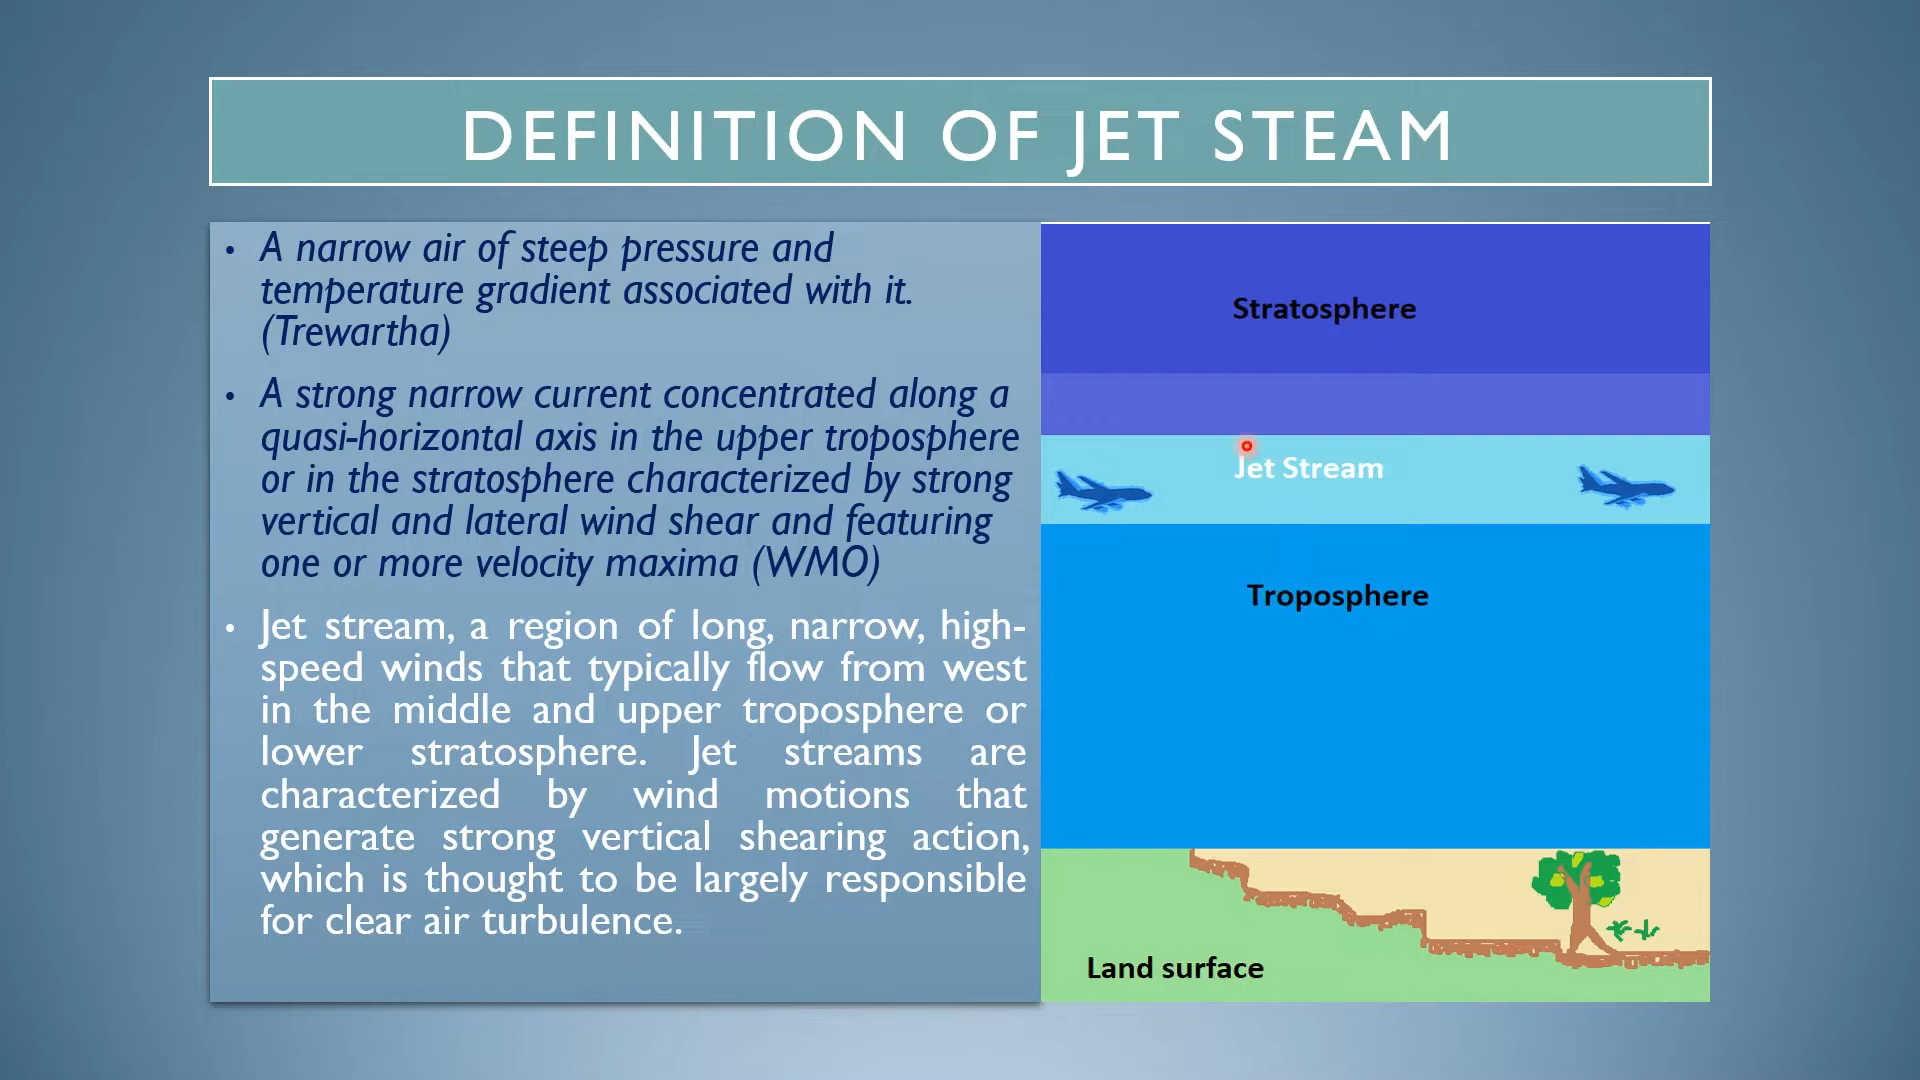 DEFINITION OF JET STEAM
• A narrow air of steep pressure and
temperature gradient associated with it.
(Trewartha)
• A strong narrow current concentrated along a
quasi-horizontal axis in the upper troposphere
or in the stratosphere characterized by strong
vertical and lateral wind shear and featuring
one or more velocity maxima (WMO)
• Jet stream, a region of long, narrow, high-
speed winds that typically flow from west
in the middle and upper troposphere or
lower stratosphere. Jet streams are
characterized by wind motions that
generate strong vertical shearing action,
which is thought to be largely responsible
for clear air turbulence.
Stratosphere
Jet Stream
Troposphere
Land surface